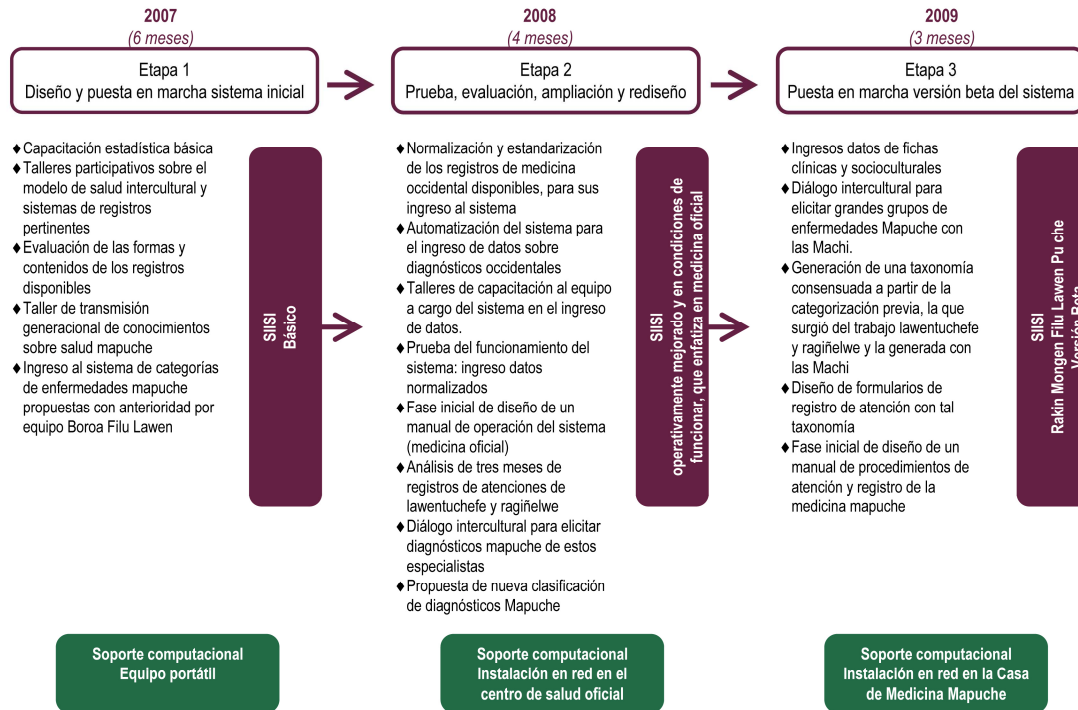 2007
(6 meses)
Etapa 1
Diseño y puesta en marcha sistema inicial
2008
(4 meses)
Etapa 2
Prueba, evaluación, ampliación y rediseño
2009
(3 meses)
Etapa 3
Puesta en marcha versión beta del sistema
♦Capacitación estadística básica
♦Talleres participativos sobre el
modelo de salud intercultural y
sistemas de registros
pertinentes
♦Evaluación de las formas y
contenidos de los registros
disponibles
♦Taller de transmisión
generacional de conocimientos
sobre salud mapuche
♦Ingreso al sistema de categorías
de enfermedades mapuche
propuestas con anterioridad por
equipo Boroa Filu Lawen
SIISI
Básico
♦Normalización y estandarización
de los registros de medicina
occidental disponibles, para sus
ingreso al sistema
♦Automatización del sistema para
el ingreso de datos sobre
diagnósticos occidentales
♦Talleres de capacitación al equipo
a cargo del sistema en el ingreso
de datos.
♦Prueba del funcionamiento del
sistema: ingreso datos
normalizados
♦Fase inicial de diseño de un
manual de operación del sistema
(medicina oficial)
♦Análisis de tres meses de
registros de atenciones de
lawentuchefe y ragiñelwe
♦Diálogo intercultural para elicitar
diagnósticos mapuche de estos
especialistas
♦Propuesta de nueva clasificación
de diagnósticos Mapuche
SIISI
operativamente mejorado y en condiciones de
funcionar, que enfatiza en medicina oficial
♦Ingresos datos de fichas
clínicas y socioculturales
♦Diálogo intercultural para
elicitar grandes grupos de
enfermedades Mapuche con
las Machi.
♦Generación de una taxonomía
consensuada a partir de la
categorización previa, la que
surgió del trabajo lawentuchefe
y ragiñelwe y la generada con
las Machi
♦Diseño de formularios de
registro de atención con tal
taxonomía
♦Fase inicial de diseño de un
manual de procedimientos de
atención y registro de la
medicina mapuche
SIISI
Rakin Mongen Filu Lawen Pu che
Versión Beta
Soporte computacional
Equipo portátil
Soporte computacional
Instalación en red en el
centro de salud oficial
Soporte computacional
Instalación en red en la Casa
de Medicina Mapuche